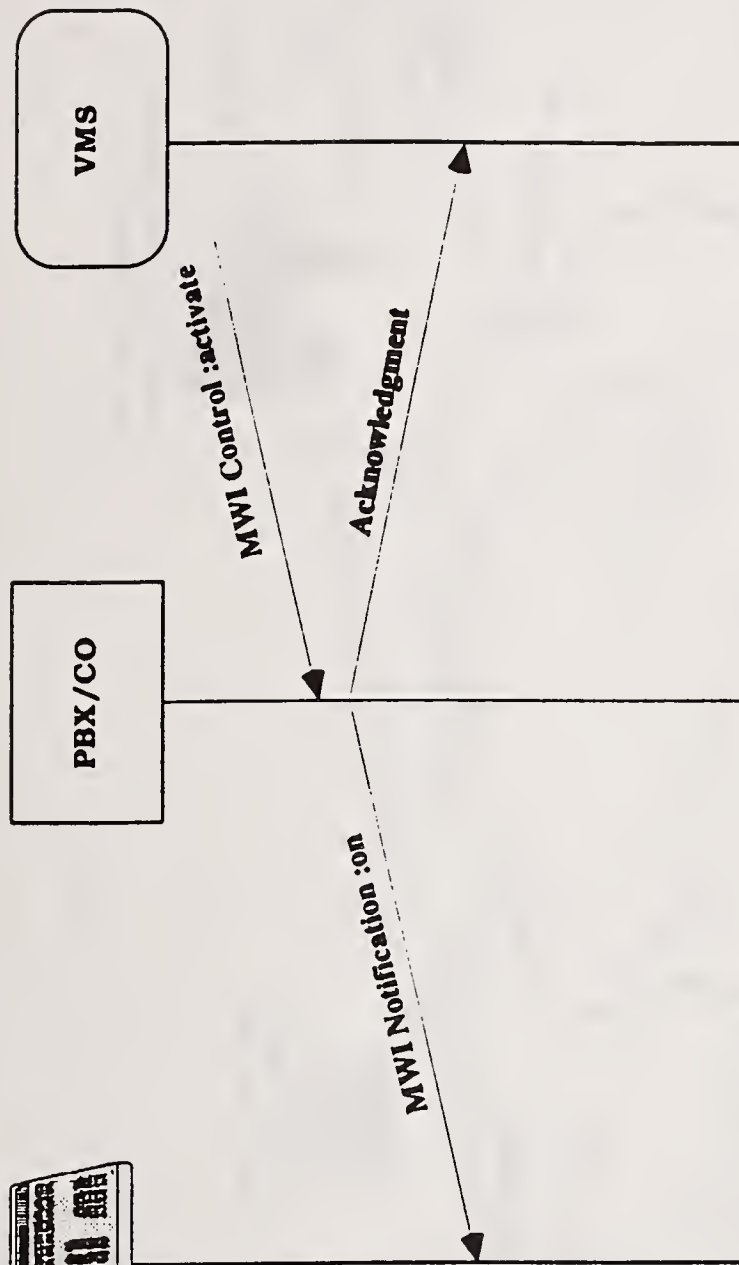 VMS
PBX/CO
MWI Control :activate
Acknowledgment
MWI Notification :on